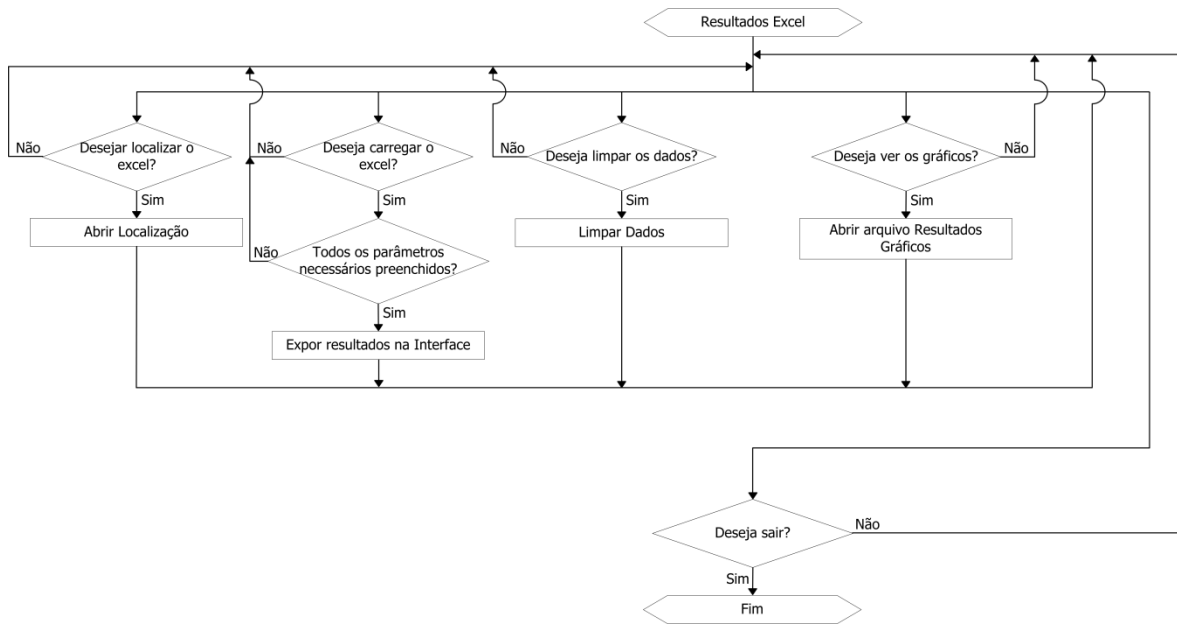 Resultados Excel
Não
Desejar localizar o
excel?
Sim
Abrir Localização
Não
Deseja carregar o
excel?
Sim
Não
Todos os parâmetros
necessários preenchidos?
Sim
Expor resultados na Interface
Não
Deseja limpar os dados?
Sim
Limpar Dados
Deseja ver os gráficos?
Não
Sim
Abrir arquivo Resultados
Gráficos
Deseja sair?
Não
Sim
Fim